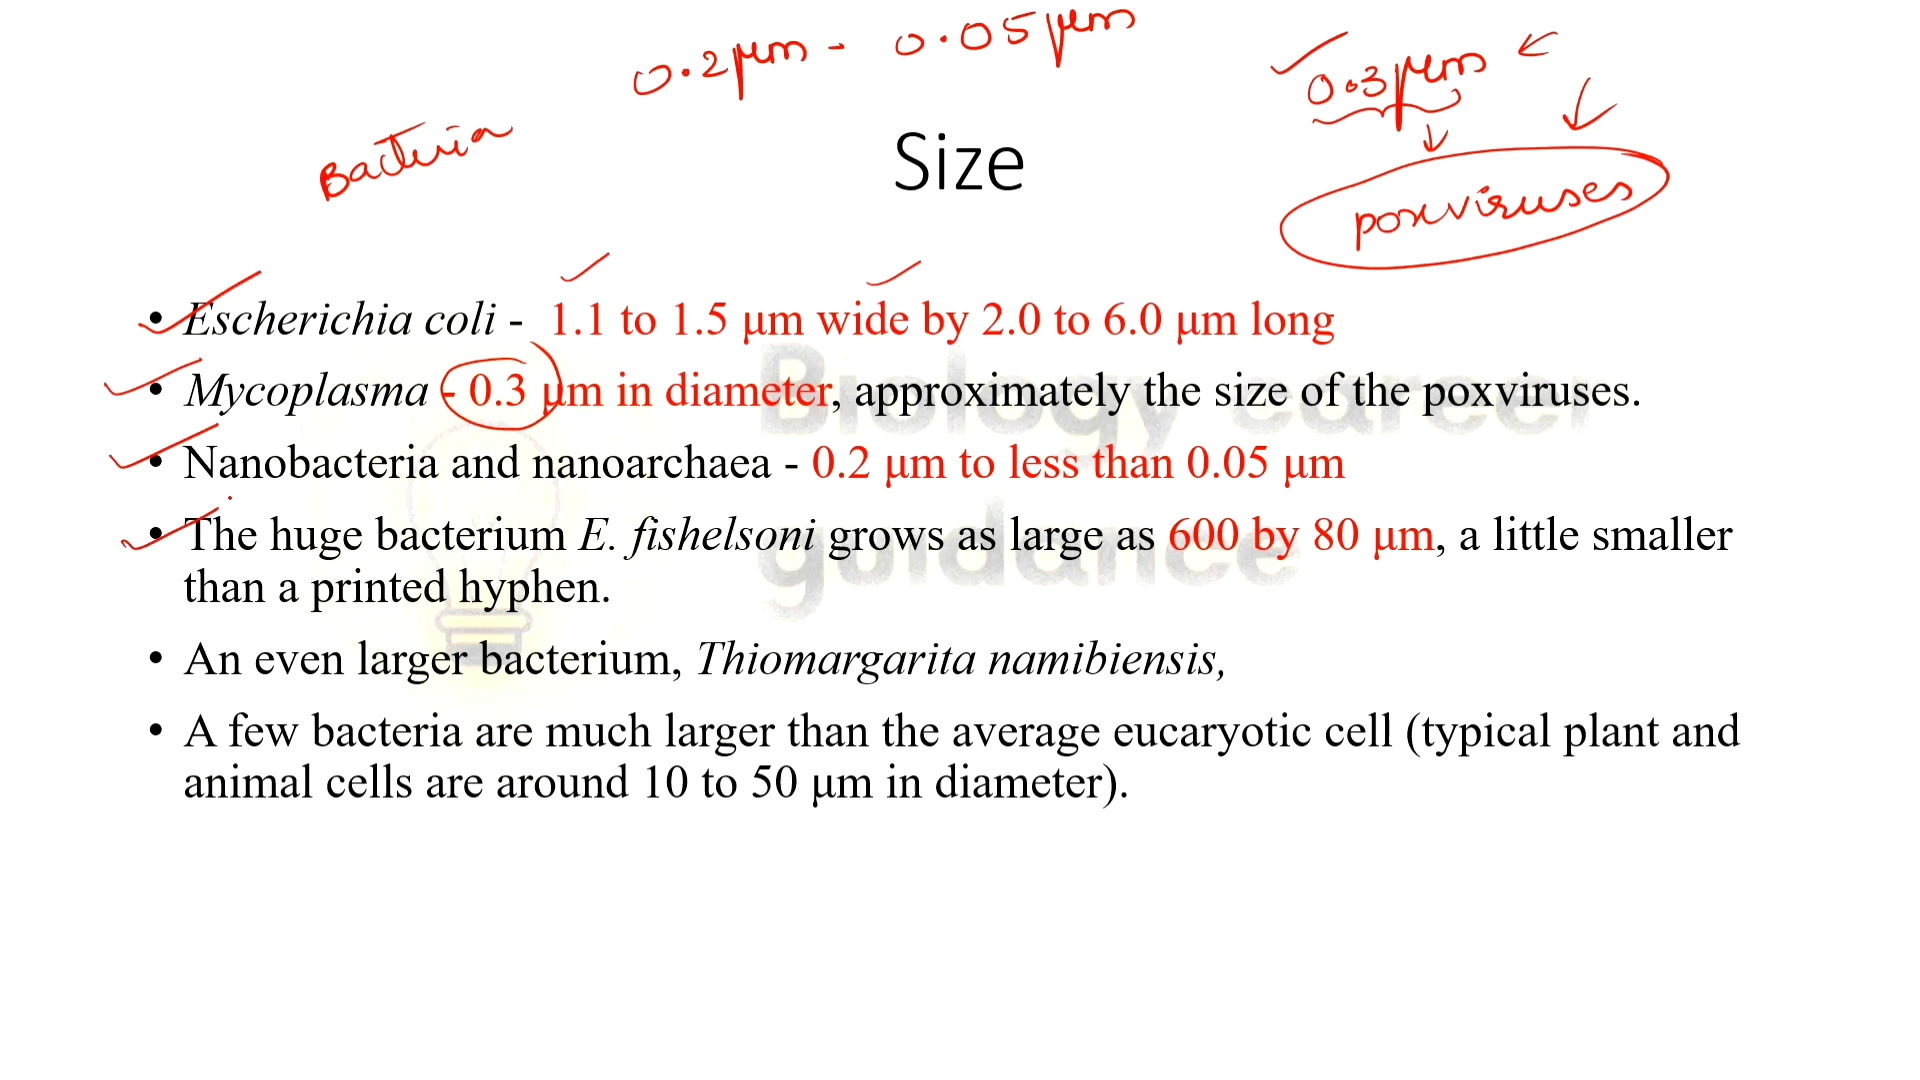 0.2 µm - 0.05 µm
0.3 µm
Bacteria
Size
poxviruses
• Escherichia coli - 1.1 to 1.5 μm wide by 2.0 to 6.0 μm long
• Mycoplasma - 0.3 μm in diameter, approximately the size of the poxviruses.
• Nanobacteria and nanoarchaea - 0.2 μm to less than 0.05 μm
• The huge bacterium E. fishelsoni grows as large as 600 by 80 μm, a little smaller
than a printed hyphen.
• An even larger bacterium, Thiomargarita namibiensis,
• A few bacteria are much larger than the average eucaryotic cell (typical plant and
animal cells are around 10 to 50 μm in diameter).
Biology career
guidance